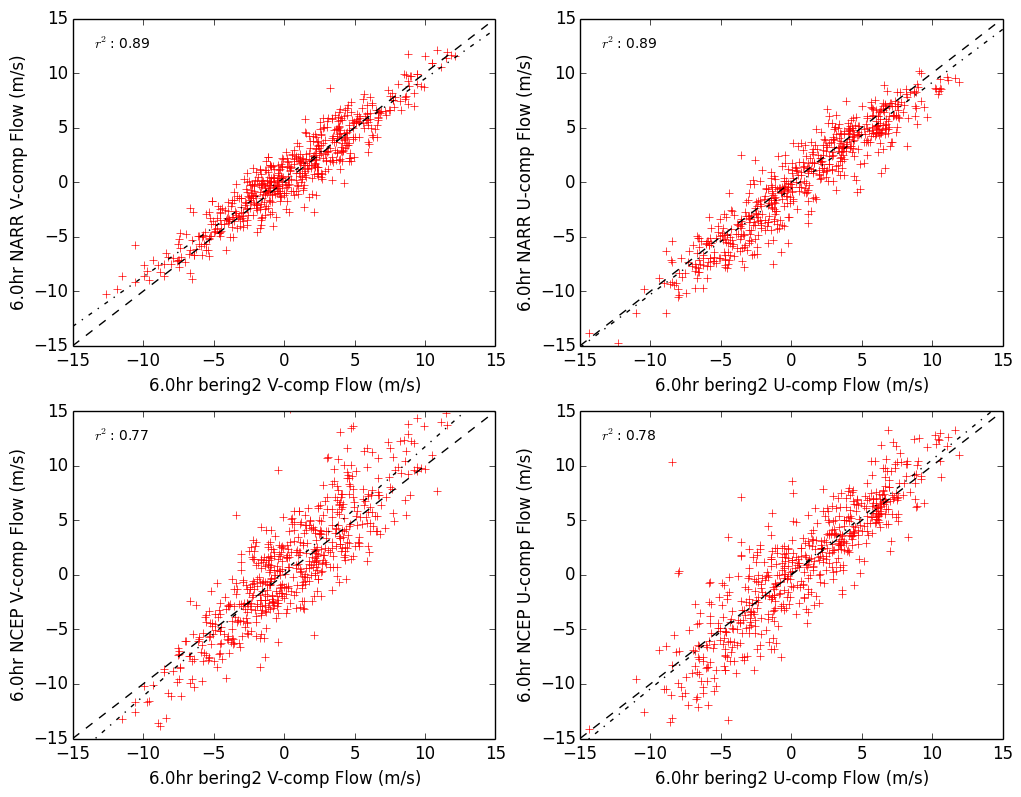 r² : 0.89
15
10
5
0
−5
−10
−15
6.0hr NARR V-comp Flow (m/s)
−15 −10 −5 0 5 10 15
6.0hr bering2 V-comp Flow (m/s)
r² : 0.89
15
10
5
0
−5
−10
−15
6.0hr NARR U-comp Flow (m/s)
−15 −10 −5 0 5 10 15
6.0hr bering2 U-comp Flow (m/s)
r² : 0.77
15
10
5
0
−5
−10
−15
6.0hr NCEP V-comp Flow (m/s)
−15 −10 −5 0 5 10 15
6.0hr bering2 V-comp Flow (m/s)
r² : 0.78
15
10
5
0
−5
−10
−15
6.0hr NCEP U-comp Flow (m/s)
−15 −10 −5 0 5 10 15
6.0hr bering2 U-comp Flow (m/s)